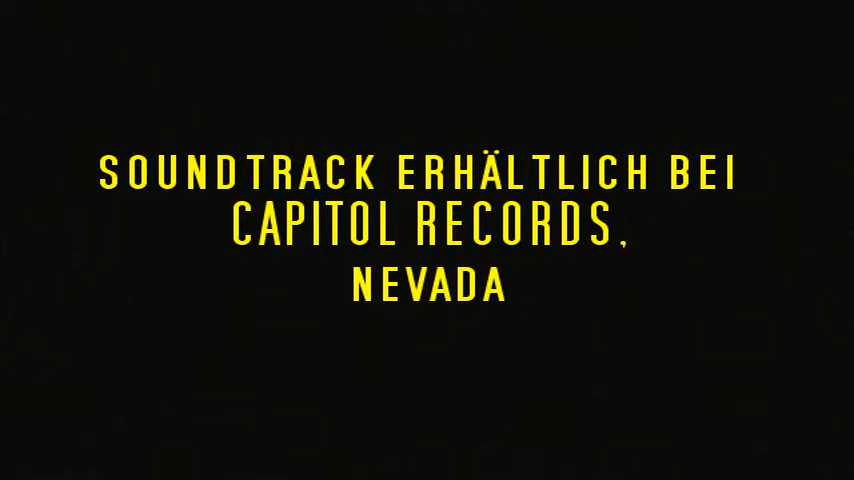 SOUNDTRACK ERHÄLTLICH BEI
CAPITOL RECORDS,
NEVADA